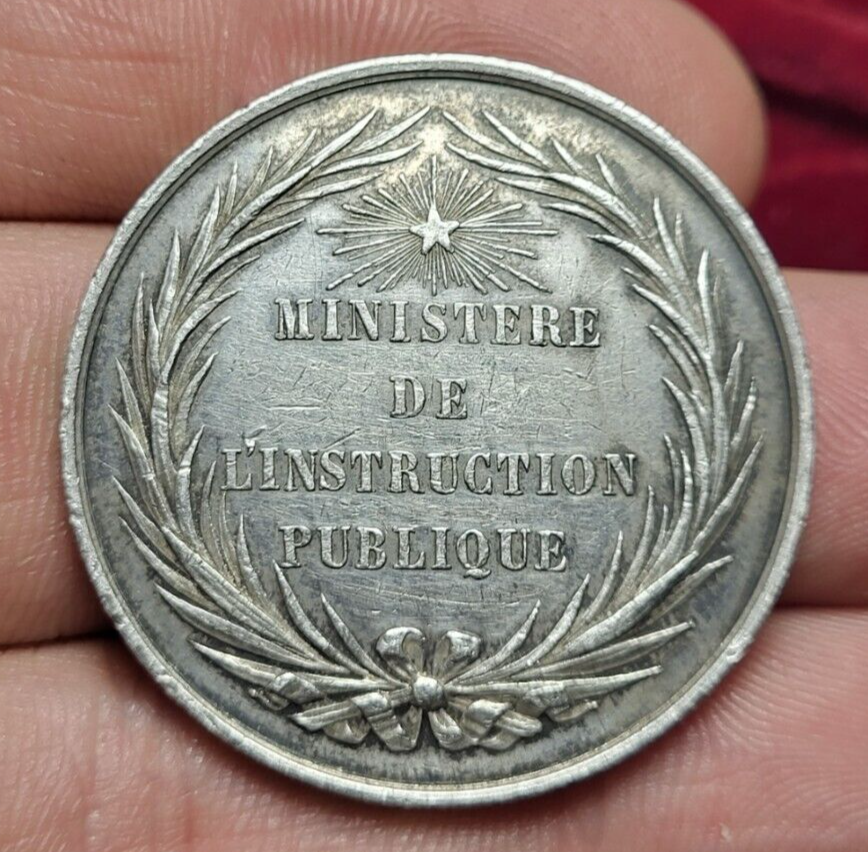 MINISTERE
DE
L'INSTRUCTION
PUBLIQUE